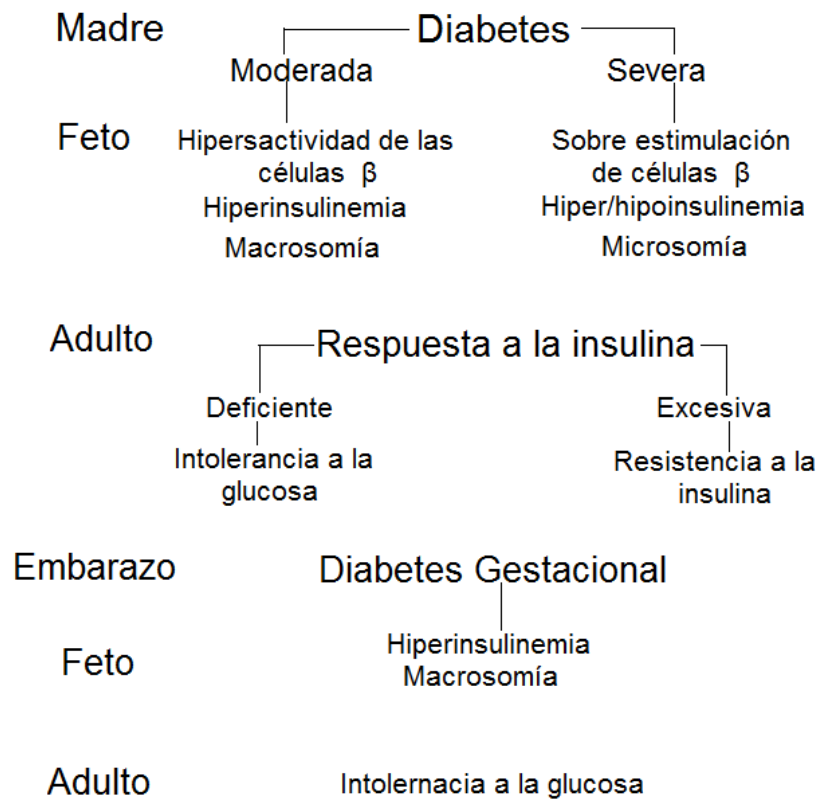 Madre Diabetes
Moderada Severa
Feto Hipersactividad de las Sobre estimulación
células β de células β
Hiperinsulinemia Hiper/hipoinsulinemia
Macrosomía Microsomía
Adulto Respuesta a la insulina
Deficiente Excesiva
Intolerancia a la Resistencia a la
glucosa insulina
Embarazo Diabetes Gestacional
Hiperinsulinemia
Feto Macrosomía
Adulto Intolernacia a la glucosa